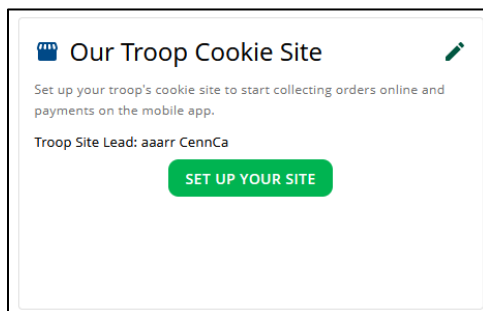 Our Troop Cookie Site
Set up your troop's cookie site to start collecting orders online and
payments on the mobile app.
Troop Site Lead: aaarr CennCa
SET UP YOUR SITE